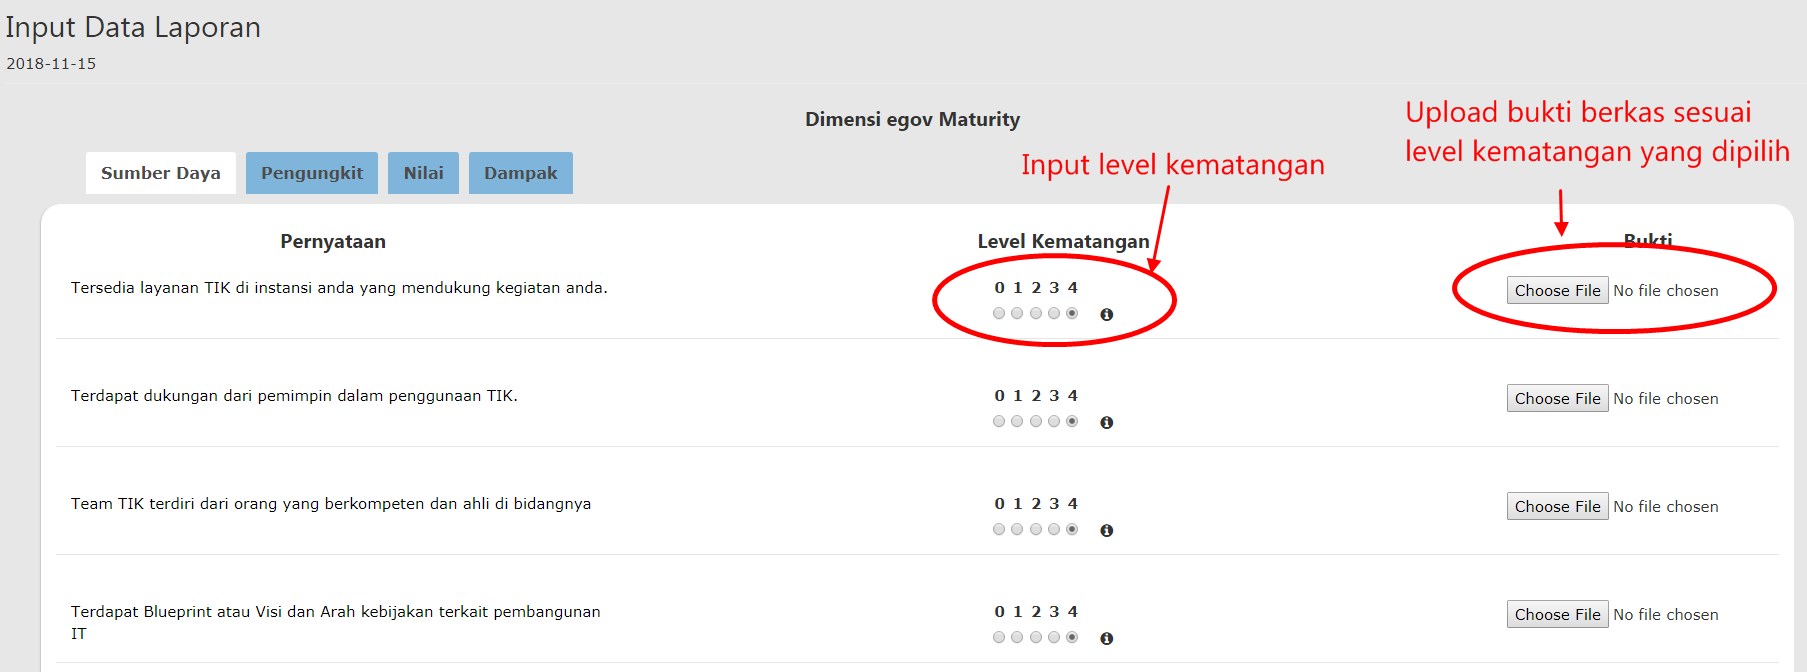 Input Data Laporan
2018-11-15
Dimensi egov Maturity
Upload bukti berkas sesuai
level kematangan yang dipilih
Input level kematangan
Sumber Daya Pengungkit Nilai Dampak
Pernyataan Level Kematangan Bukti
Tersedia layanan TIK di instansi anda yang mendukung kegiatan anda. 0 1 2 3 4 Choose File No file chosen
Terdapat dukungan dari pemimpin dalam penggunaan TIK. 0 1 2 3 4 Choose File No file chosen
Team TIK terdiri dari orang yang berkompeten dan ahli di bidangnya 0 1 2 3 4 Choose File No file chosen
Terdapat Blueprint atau Visi dan Arah kebijakan terkait pembangunan 0 1 2 3 4 Choose File No file chosen
IT